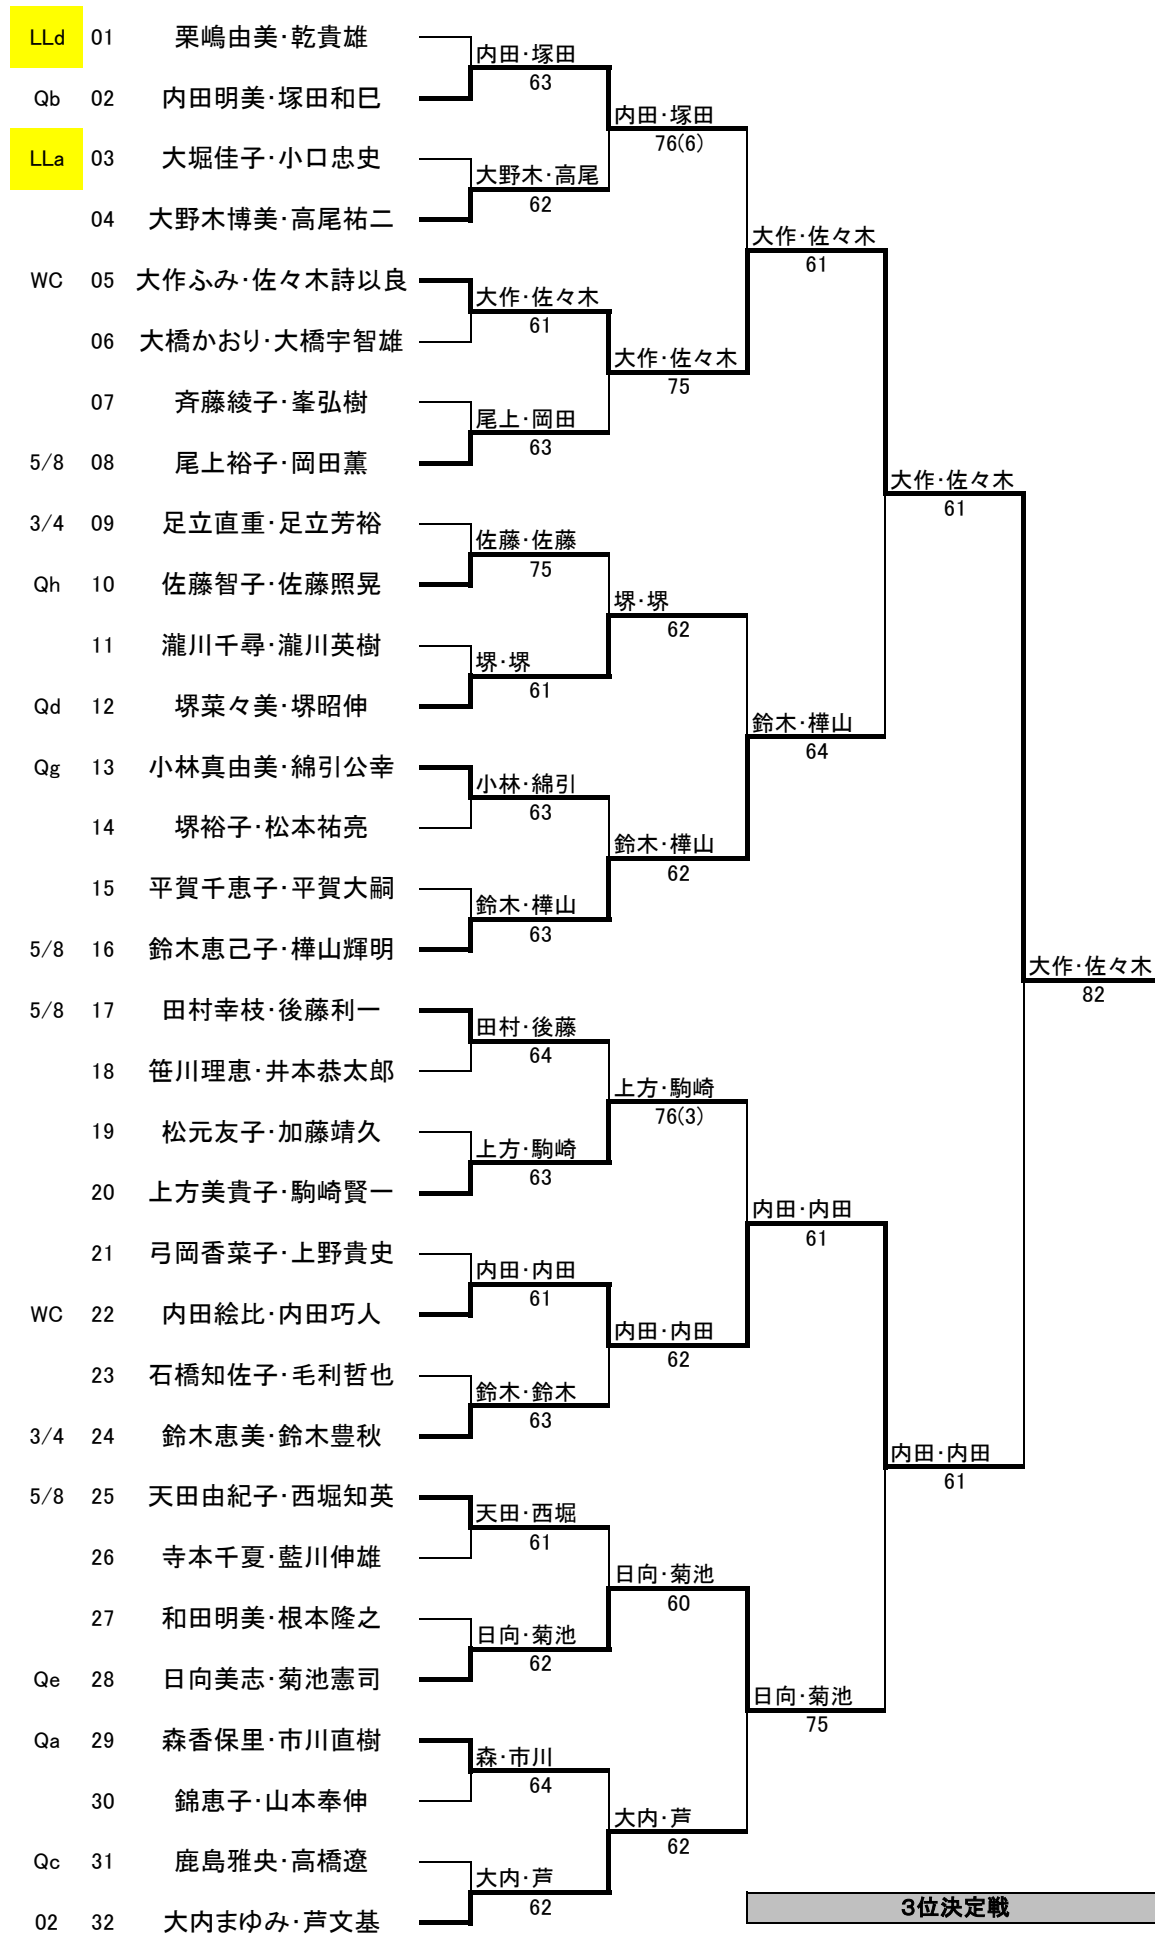 LLd 01 栗嶋由美･乾貴雄
内田･塚田
63
Qb 02 内田明美･塚田和巳
内田･塚田
76(6)
LLa 03 大堀佳子･小口忠史
大野木･高尾
62
04 大野木博美･高尾祐二
大作･佐々木
61
WC 05 大作ふみ･佐々木詩以良
大作･佐々木
61
06 大橋かおり･大橋宇智雄
大作･佐々木
75
07 斉藤綾子･峯弘樹
尾上･岡田
63
5/8 08 尾上裕子･岡田薫
大作･佐々木
61
3/4 09 足立直重･足立芳裕
佐藤･佐藤
75
Qh 10 佐藤智子･佐藤照晃
堺･堺
62
11 瀧川千尋･瀧川英樹
堺･堺
61
Qd 12 堺菜々美･堺昭伸
鈴木･樺山
64
Qg 13 小林真由美･綿引公幸
小林･綿引
63
14 堺裕子･松本祐亮
鈴木･樺山
62
15 平賀千恵子･平賀大嗣
鈴木･樺山
63
5/8 16 鈴木恵己子･樺山輝明
大作･佐々木
82
5/8 17 田村幸枝･後藤利一
田村･後藤
64
18 笹川理恵･井本恭太郎
上方･駒崎
76(3)
19 松元友子･加藤靖久
上方･駒崎
63
20 上方美貴子･駒崎賢一
内田･内田
61
21 弓岡香菜子･上野貴史
内田･内田
61
WC 22 内田絵比･内田巧人
内田･内田
62
23 石橋知佐子･毛利哲也
鈴木･鈴木
63
3/4 24 鈴木恵美･鈴木豊秋
内田･内田
61
5/8 25 天田由紀子･西堀知英
天田･西堀
61
26 寺本千夏･藍川伸雄
日向･菊池
60
27 和田明美･根本隆之
日向･菊池
62
Qe 28 日向美志･菊池憲司
日向･菊池
75
Qa 29 森香保里･市川直樹
森･市川
64
30 錦恵子･山本奉伸
大内･芦
62
Qc 31 鹿島雅央･高橋遼
大内･芦
62
02 32 大内まゆみ･芦文基
３位決定戦